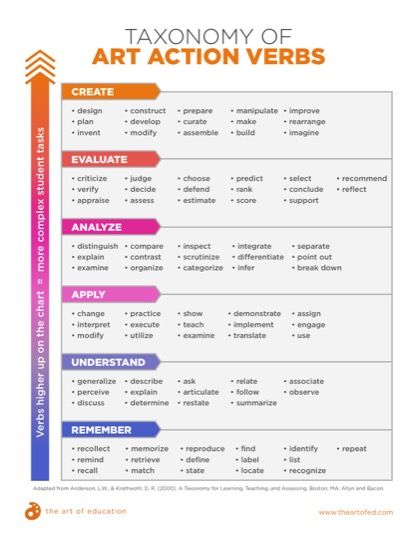 TAXONOMY OF
ART ACTION VERBS
Verbs higher up on the chart = more complex student tasks
CREATE
• design • construct • prepare • manipulate • improve
• plan • develop • curate • make • rearrange
• invent • modify • assemble • build • imagine
EVALUATE
• criticize • judge • choose • predict • select • recommend
• verify • decide • defend • rank • conclude • reflect
• appraise • assess • estimate • score • support
ANALYZE
• distinguish • compare • inspect • integrate • separate
• explain • contrast • scrutinize • differentiate • point out
• examine • organize • categorize • infer • break down
APPLY
• change • practice • show • demonstrate • assign
• interpret • execute • teach • implement • engage
• modify • utilize • examine • translate • use
UNDERSTAND
• generalize • describe • ask • relate • associate
• perceive • explain • articulate • follow • observe
• discuss • determine • restate • summarize
REMEMBER
• recollect • memorize • reproduce • find • identify • repeat
• remind • retrieve • define • label • list
• recall • match • state • locate • recognize
Adapted from Anderson, L.W., & Krathwohl, D. R. (2000). A Taxonomy for Learning, Teaching, and Assessing. Boston, MA: Allyn and Bacon.
the art of education
www.theartofed.com